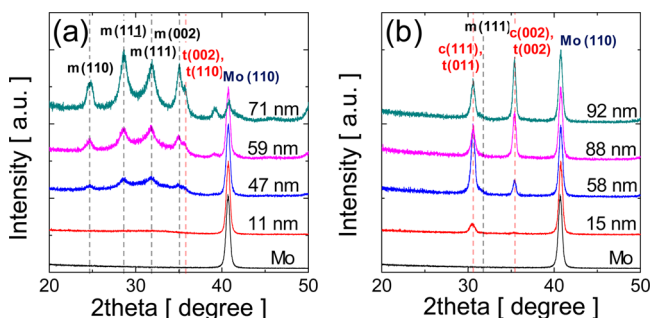 (a)
m(111̲)
m(002)
m(110)
m(111)
t(002),
t(110)
Mo(110)
71 nm
59 nm
47 nm
11 nm
Mo
Intensity [ a.u. ]
20 30 40 50
2theta [ degree ]
(b)
m(111)
c(002),
t(002)
Mo(110)
c(111),
t(011)
92 nm
88 nm
58 nm
15 nm
Mo
Intensity [ a.u. ]
20 30 40 50
2theta [ degree ]